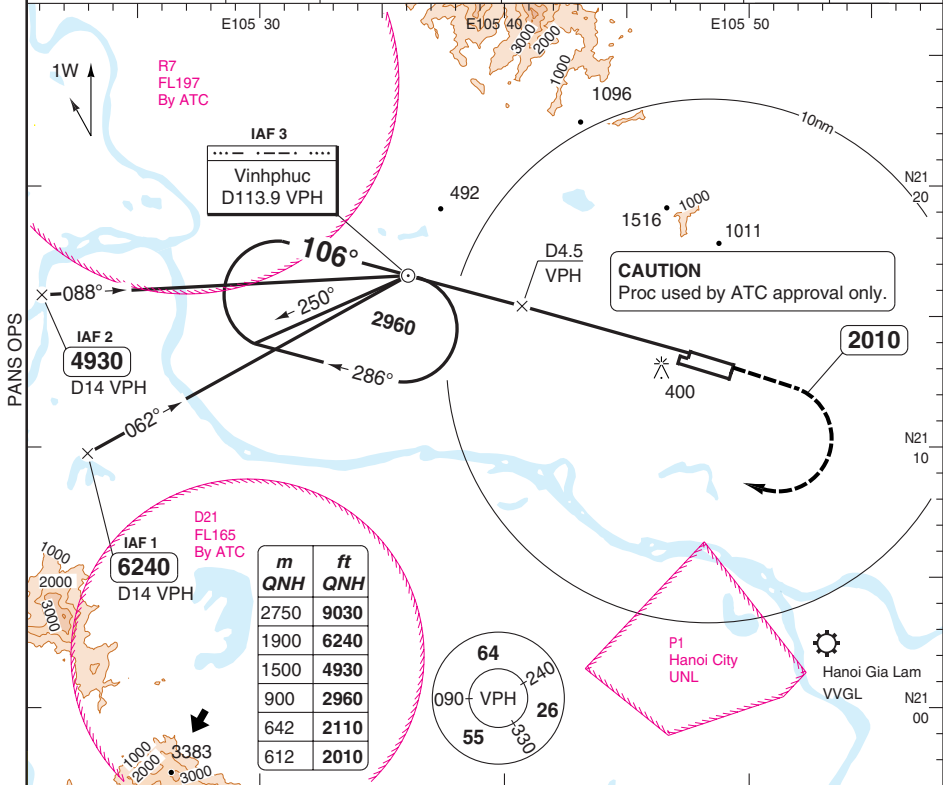 E105 30
E105 40
E105 50
3000
2000
1000
1W
R7
FL197
By ATC
1096
10nm
IAF 3
Vinhphuc
D113.9 VPH
492
N21
20
1000
1516
1011
106°
D4.5
VPH
CAUTION
Proc used by ATC approval only.
088°
250°
2960
2010
IAF 2
4930
D14 VPH
286°
400
PANS OPS
062°
N21
10
D21
FL165
By ATC
IAF 1
6240
D14 VPH
1000
2000
3000
m QNH ft QNH
2750 9030
1900 6240
1500 4930
900 2960
642 2110
612 2010
64
240
090
VPH
26
55
330
P1
Hanoi City
UNL
Hanoi Gia Lam
VVGL
N21
00
1000
2000
3383
3000